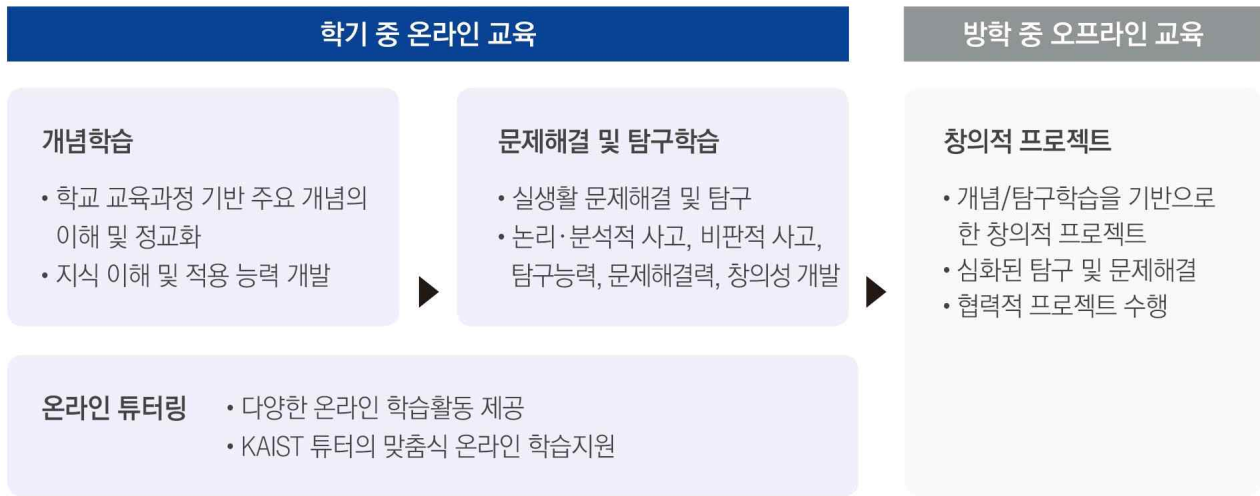 학기 중 온라인 교육
개념학습
• 학교 교육과정 기반 주요 개념의
이해 및 정교화
• 지식 이해 및 적용 능력 개발
문제해결 및 탐구학습
• 실생활 문제해결 및 탐구
• 논리·분석적 사고, 비판적 사고,
탐구능력, 문제해결력, 창의성 개발
온라인 튜터링
• 다양한 온라인 학습활동 제공
• KAIST 튜터의 맞춤식 온라인 학습지원
방학 중 오프라인 교육
창의적 프로젝트
• 개념/탐구학습을 기반으로
한 창의적 프로젝트
• 심화된 탐구 및 문제해결
• 협력적 프로젝트 수행